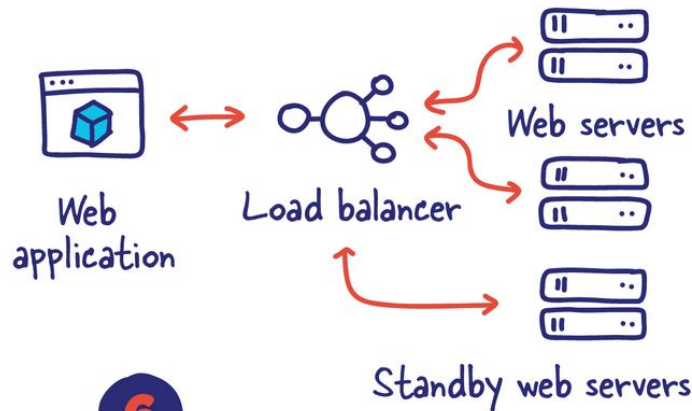 Web servers
Web
application
Load balancer
Standby web servers